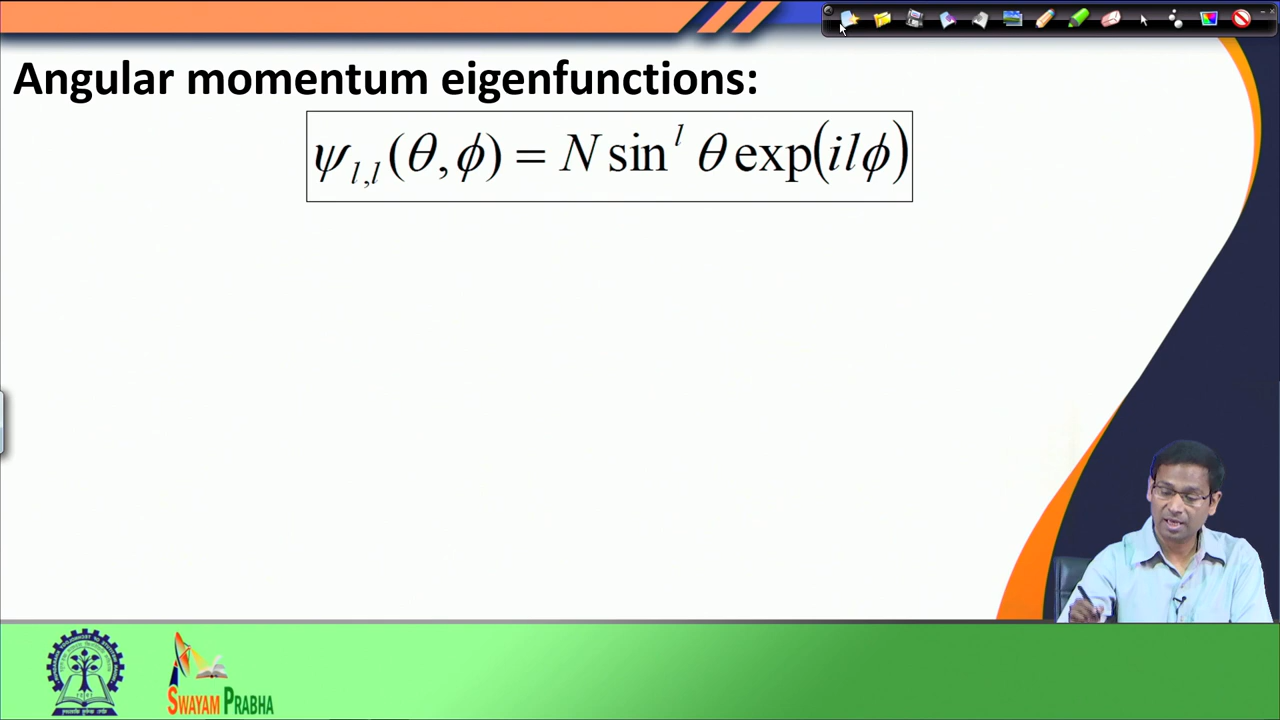 Angular momentum eigenfunctions:
ψ_{l,l}(θ,ϕ) = N sin^l θ exp(ilϕ)
SWAYAM PRABHA